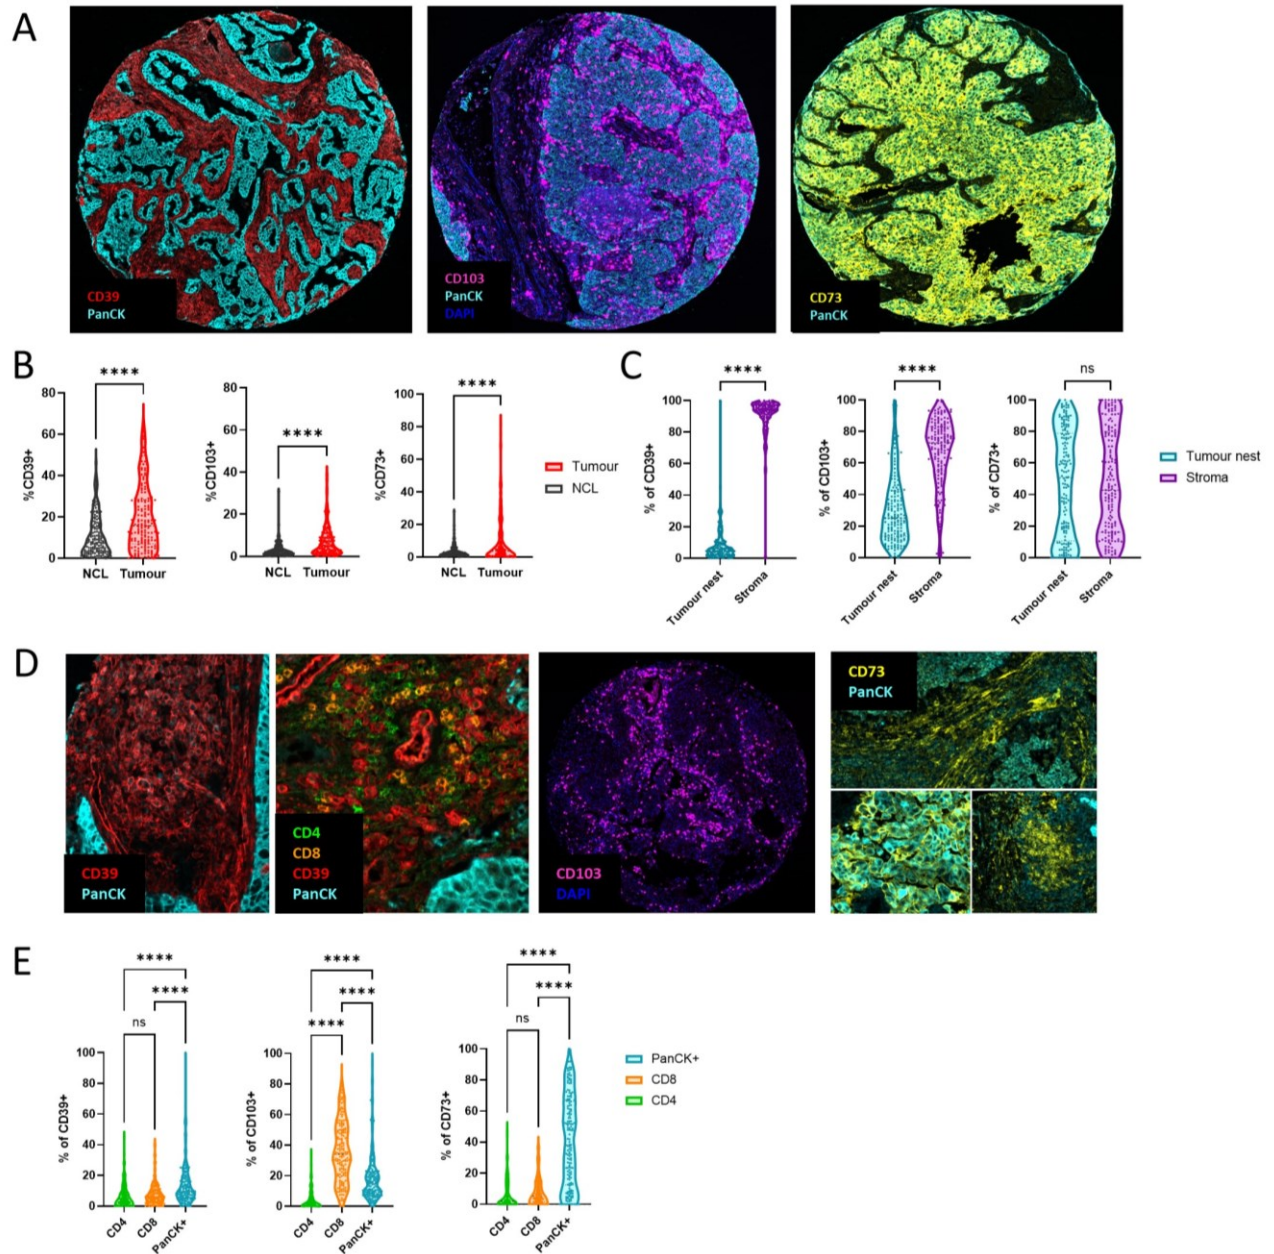 A
CD39
PanCK
CD103
PanCK
DAPI
CD73
PanCK
B
****
%CD39+
80
60
40
20
0
NCL Tumour
****
%CD103+
80
60
40
20
0
NCL Tumour
****
%CD73+
100
80
60
40
20
0
NCL Tumour
Tumour
NCL
C
****
% of CD39+
100
80
60
40
20
0
Tumour nest
Stroma
****
% of CD103+
100
80
60
40
20
0
Tumour nest
Stroma
ns
% of CD73+
100
80
60
40
20
0
Tumour nest
Stroma
Tumour nest
Stroma
D
CD39
PanCK
CD4
CD8
CD39
PanCK
CD103
DAPI
CD73
PanCK
E
****
****
ns
% of CD39+
100
80
60
40
20
0
CD4
CD8
PanCK+
****
****
****
% of CD103+
100
80
60
40
20
0
CD4
CD8
PanCK+
****
****
ns
% of CD73+
100
80
60
40
20
0
CD4
CD8
PanCK+
PanCK+
CD8
CD4